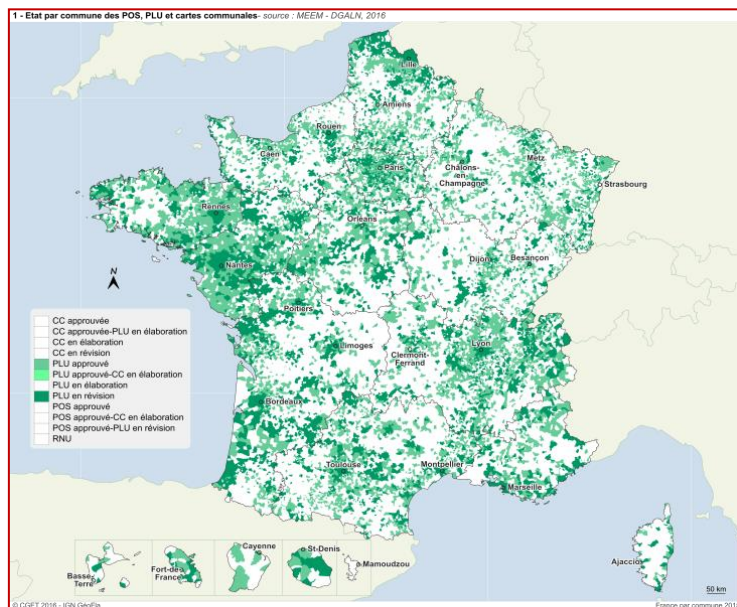 1 - Etat par commune des POS, PLU et cartes communales- source : MEEM - DGALN, 2016
Lille
Amiens
Rouen
Caen
Paris
Châlons-
en-
Champagne
Metz
Strasbourg
Rennes
Orléans
Nantes
Dijon
Besançon
N
Poitiers
CC approuvée
CC approuvée-PLU en élaboration
CC en élaboration
CC en révision
PLU approuvé
PLU approuvé-CC en élaboration
PLU en élaboration
PLU en révision
POS approuvé
POS approuvé-CC en élaboration
POS approuvé-PLU en révision
RNU
Limoges
Clermont-
Ferrand
Lyon
Bordeaux
Toulouse
Montpellier
Marseille
Ajaccio
Basse-
Terre
Fort-de-
France
Cayenne
St-Denis
Mamoudzou
50 km
© CGET 2016 - IGN GéoFla
France par commune 201